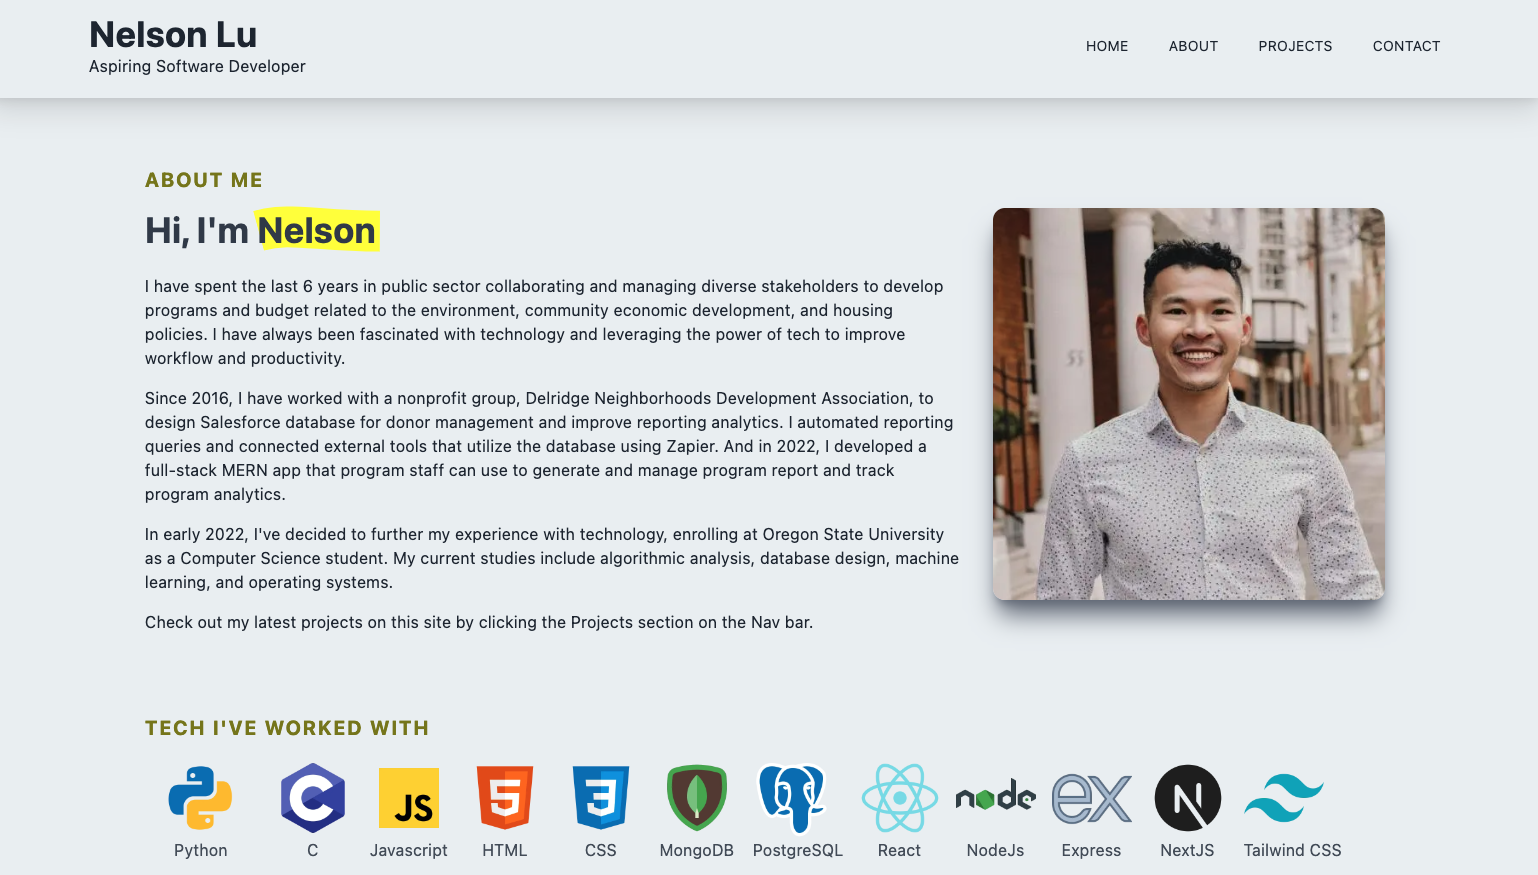 Nelson Lu
Aspiring Software Developer
HOME ABOUT PROJECTS CONTACT
ABOUT ME
Hi, I'm Nelson
I have spent the last 6 years in public sector collaborating and managing diverse stakeholders to develop
programs and budget related to the environment, community economic development, and housing
policies. I have always been fascinated with technology and leveraging the power of tech to improve
workflow and productivity.
Since 2016, I have worked with a nonprofit group, Delridge Neighborhoods Development Association, to
design Salesforce database for donor management and improve reporting analytics. I automated reporting
queries and connected external tools that utilize the database using Zapier. And in 2022, I developed a
full-stack MERN app that program staff can use to generate and manage program report and track
program analytics.
In early 2022, I've decided to further my experience with technology, enrolling at Oregon State University
as a Computer Science student. My current studies include algorithmic analysis, database design, machine
learning, and operating systems.
Check out my latest projects on this site by clicking the Projects section on the Nav bar.
55
TECH I'VE WORKED WITH
C JS 5 3 node ex N
Python C Javascript HTML CSS MongoDB PostgreSQL React NodeJs Express NextJS Tailwind CSS